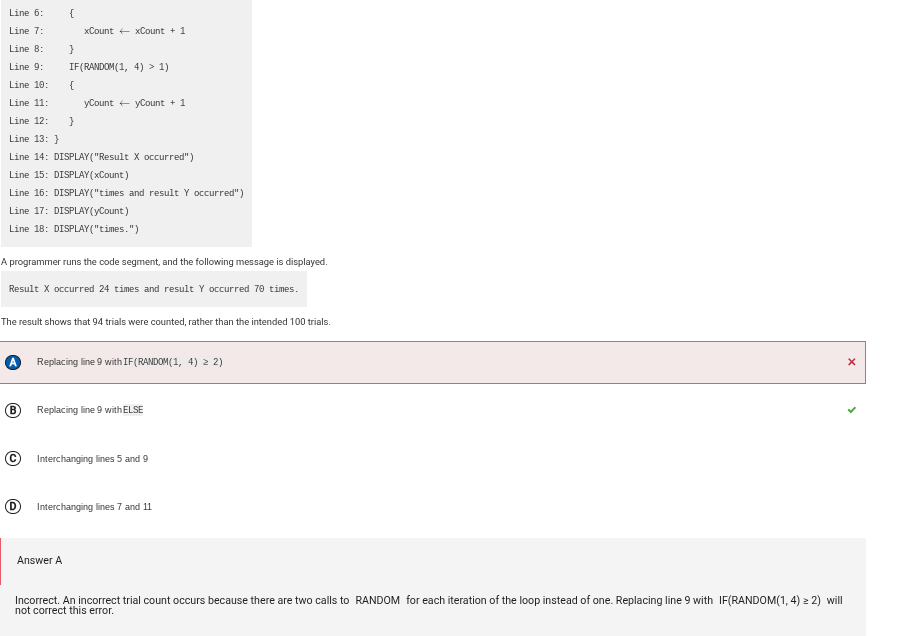 Line 6: {
Line 7: xCount ← xCount + 1
Line 8: }
Line 9: IF(RANDOM(1, 4) > 1)
Line 10: {
Line 11: yCount ← yCount + 1
Line 12: }
Line 13: }
Line 14: DISPLAY("Result X occurred")
Line 15: DISPLAY(xCount)
Line 16: DISPLAY("times and result Y occurred")
Line 17: DISPLAY(yCount)
Line 18: DISPLAY("times.")
A programmer runs the code segment, and the following message is displayed.
Result X occurred 24 times and result Y occurred 70 times.
The result shows that 94 trials were counted, rather than the intended 100 trials.
A Replacing line 9 with IF(RANDOM(1, 4) ≥ 2)
B Replacing line 9 with ELSE
C Interchanging lines 5 and 9
D Interchanging lines 7 and 11
Answer A
Incorrect. An incorrect trial count occurs because there are two calls to RANDOM for each iteration of the loop instead of one. Replacing line 9 with IF(RANDOM(1, 4) ≥ 2) will
not correct this error.